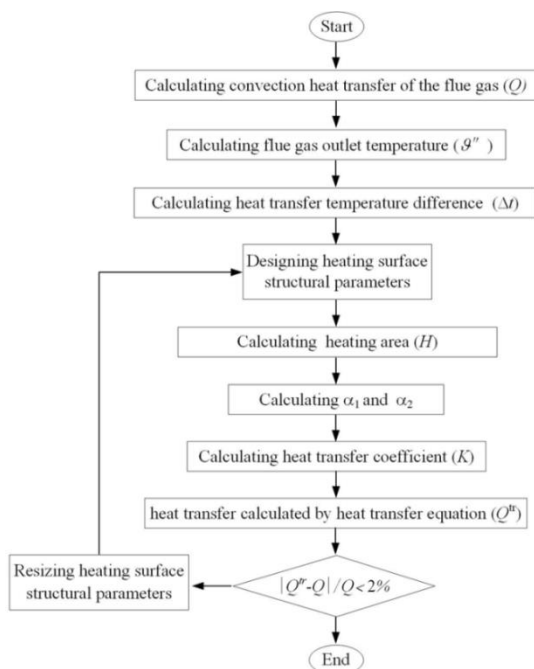 Start
Calculating convection heat transfer of the flue gas (Q)
Calculating flue gas outlet temperature (ϑ″ )
Calculating heat transfer temperature difference (Δt)
Designing heating surface
structural parameters
Calculating heating area (H)
Calculating α₁ and α₂
Calculating heat transfer coefficient (K)
heat transfer calculated by heat transfer equation (Qᵗʳ)
Resizing heating surface
structural parameters
|Qᵗʳ-Q|/Q<2%
End